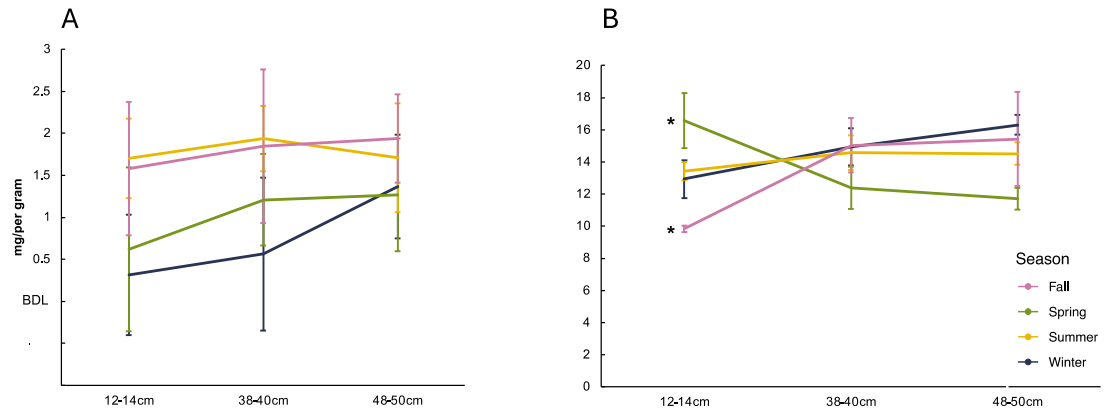 A
3
2.5
2
1.5
1
0.5
BDL
mg/per gram
12-14cm
38-40cm
48-50cm
B
20
18
16
14
12
10
8
6
4
2
0
*
*
12-14cm
38-40cm
48-50cm
Season
Fall
Spring
Summer
Winter